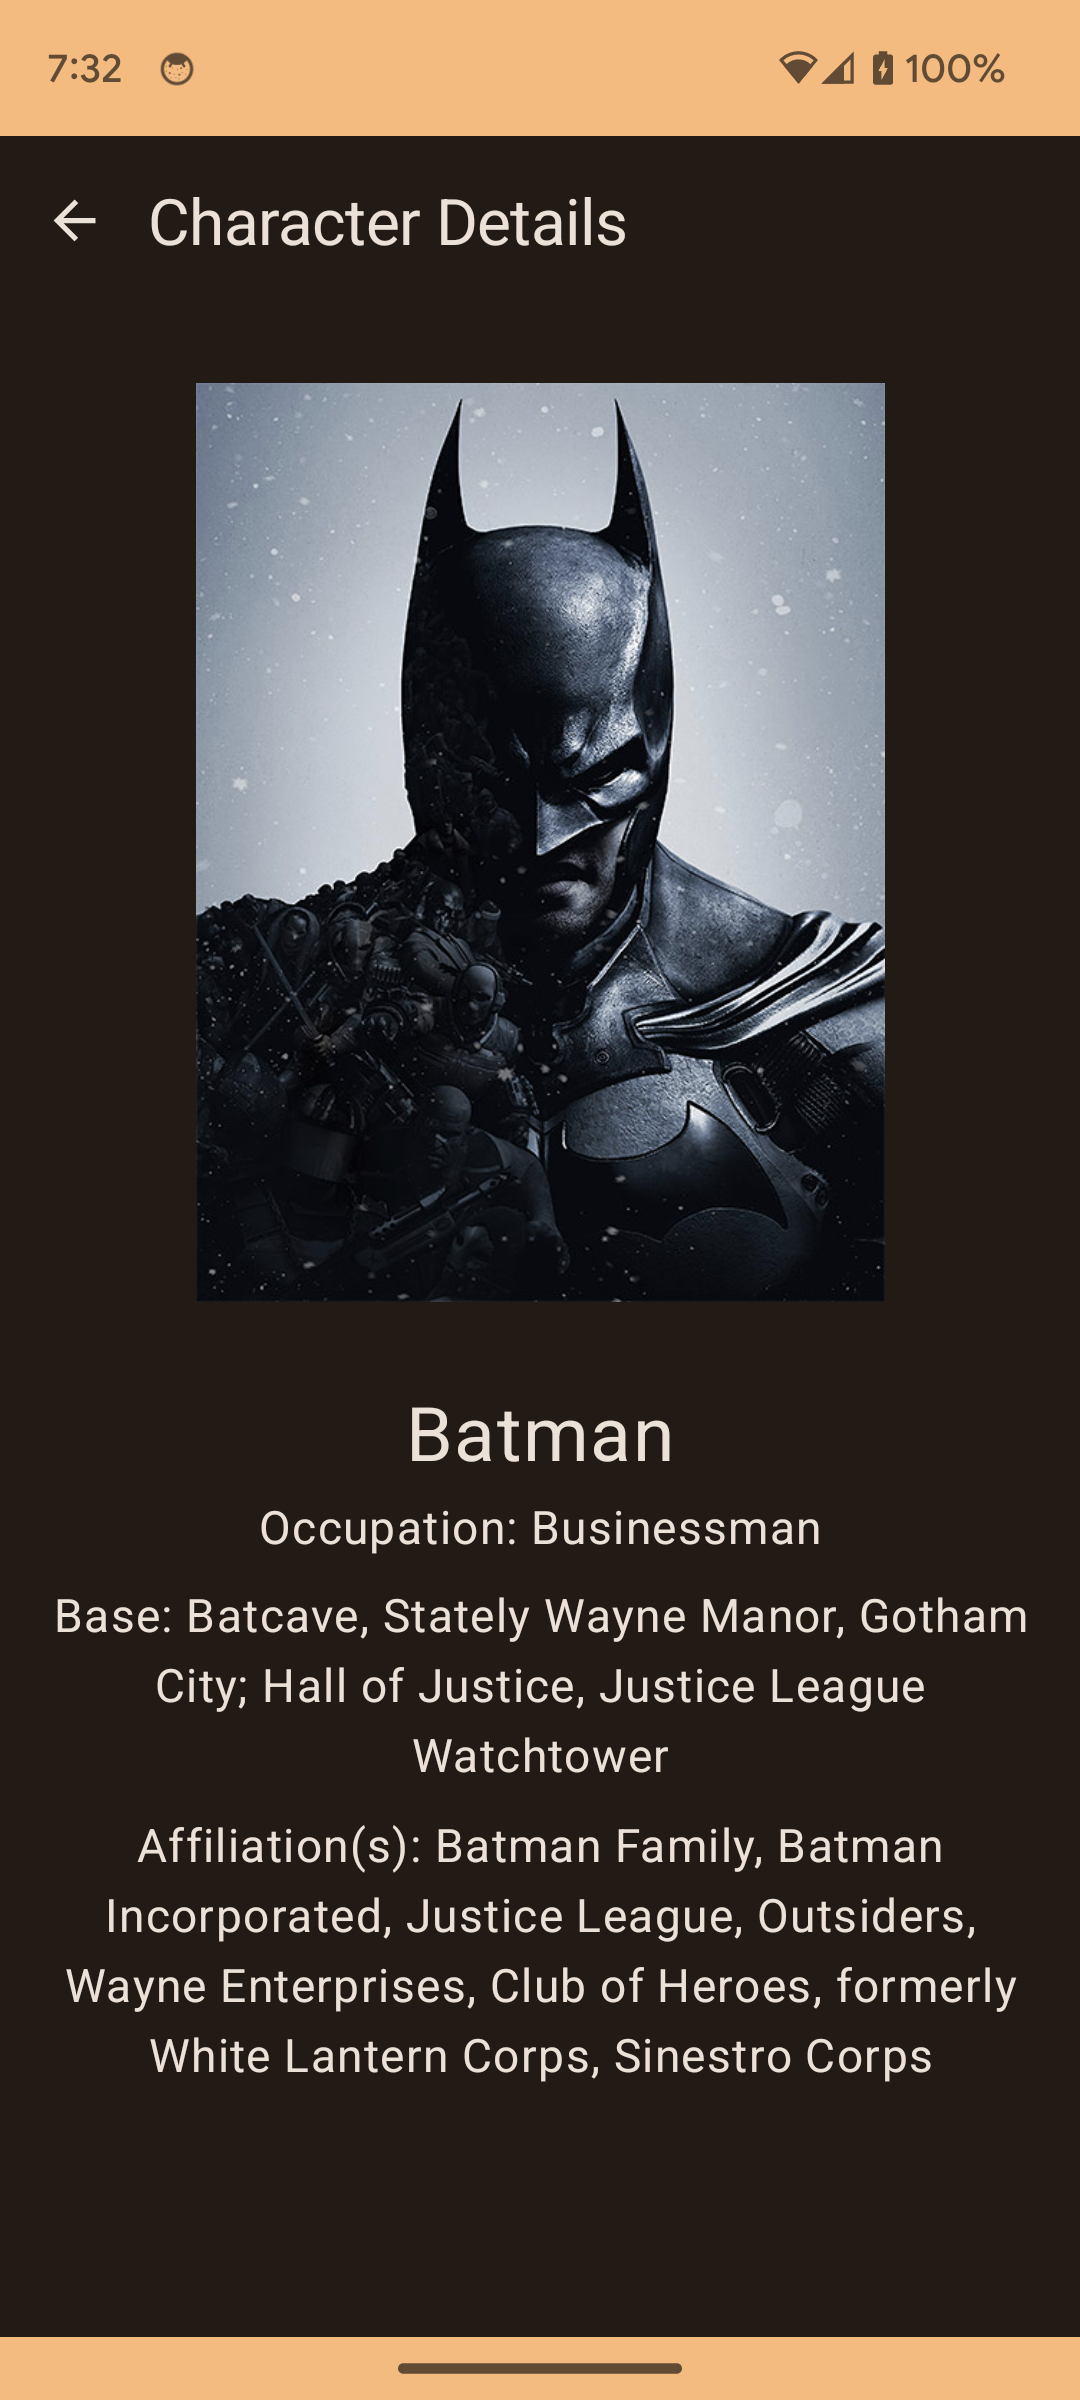 7:32
100%
Character Details
Batman
Occupation: Businessman
Base: Batcave, Stately Wayne Manor, Gotham
City; Hall of Justice, Justice League
Watchtower
Affiliation(s): Batman Family, Batman
Incorporated, Justice League, Outsiders,
Wayne Enterprises, Club of Heroes, formerly
White Lantern Corps, Sinestro Corps